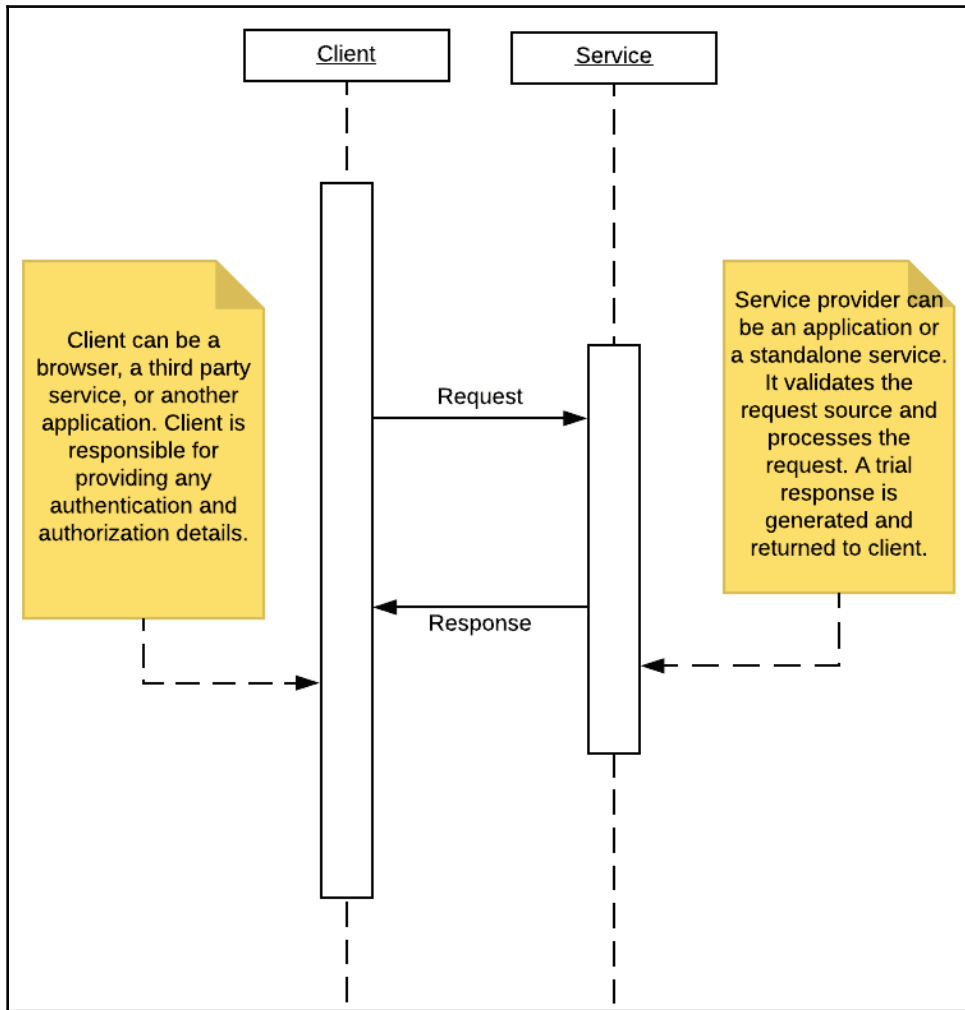 Client
Service
Client can be a
browser, a third party
service, or another
application. Client is
responsible for
providing any
authentication and
authorization details.
Service provider can
be an application or
a standalone service.
It validates the
request source and
processes the
request. A trial
response is
generated and
returned to client.
Request
Response